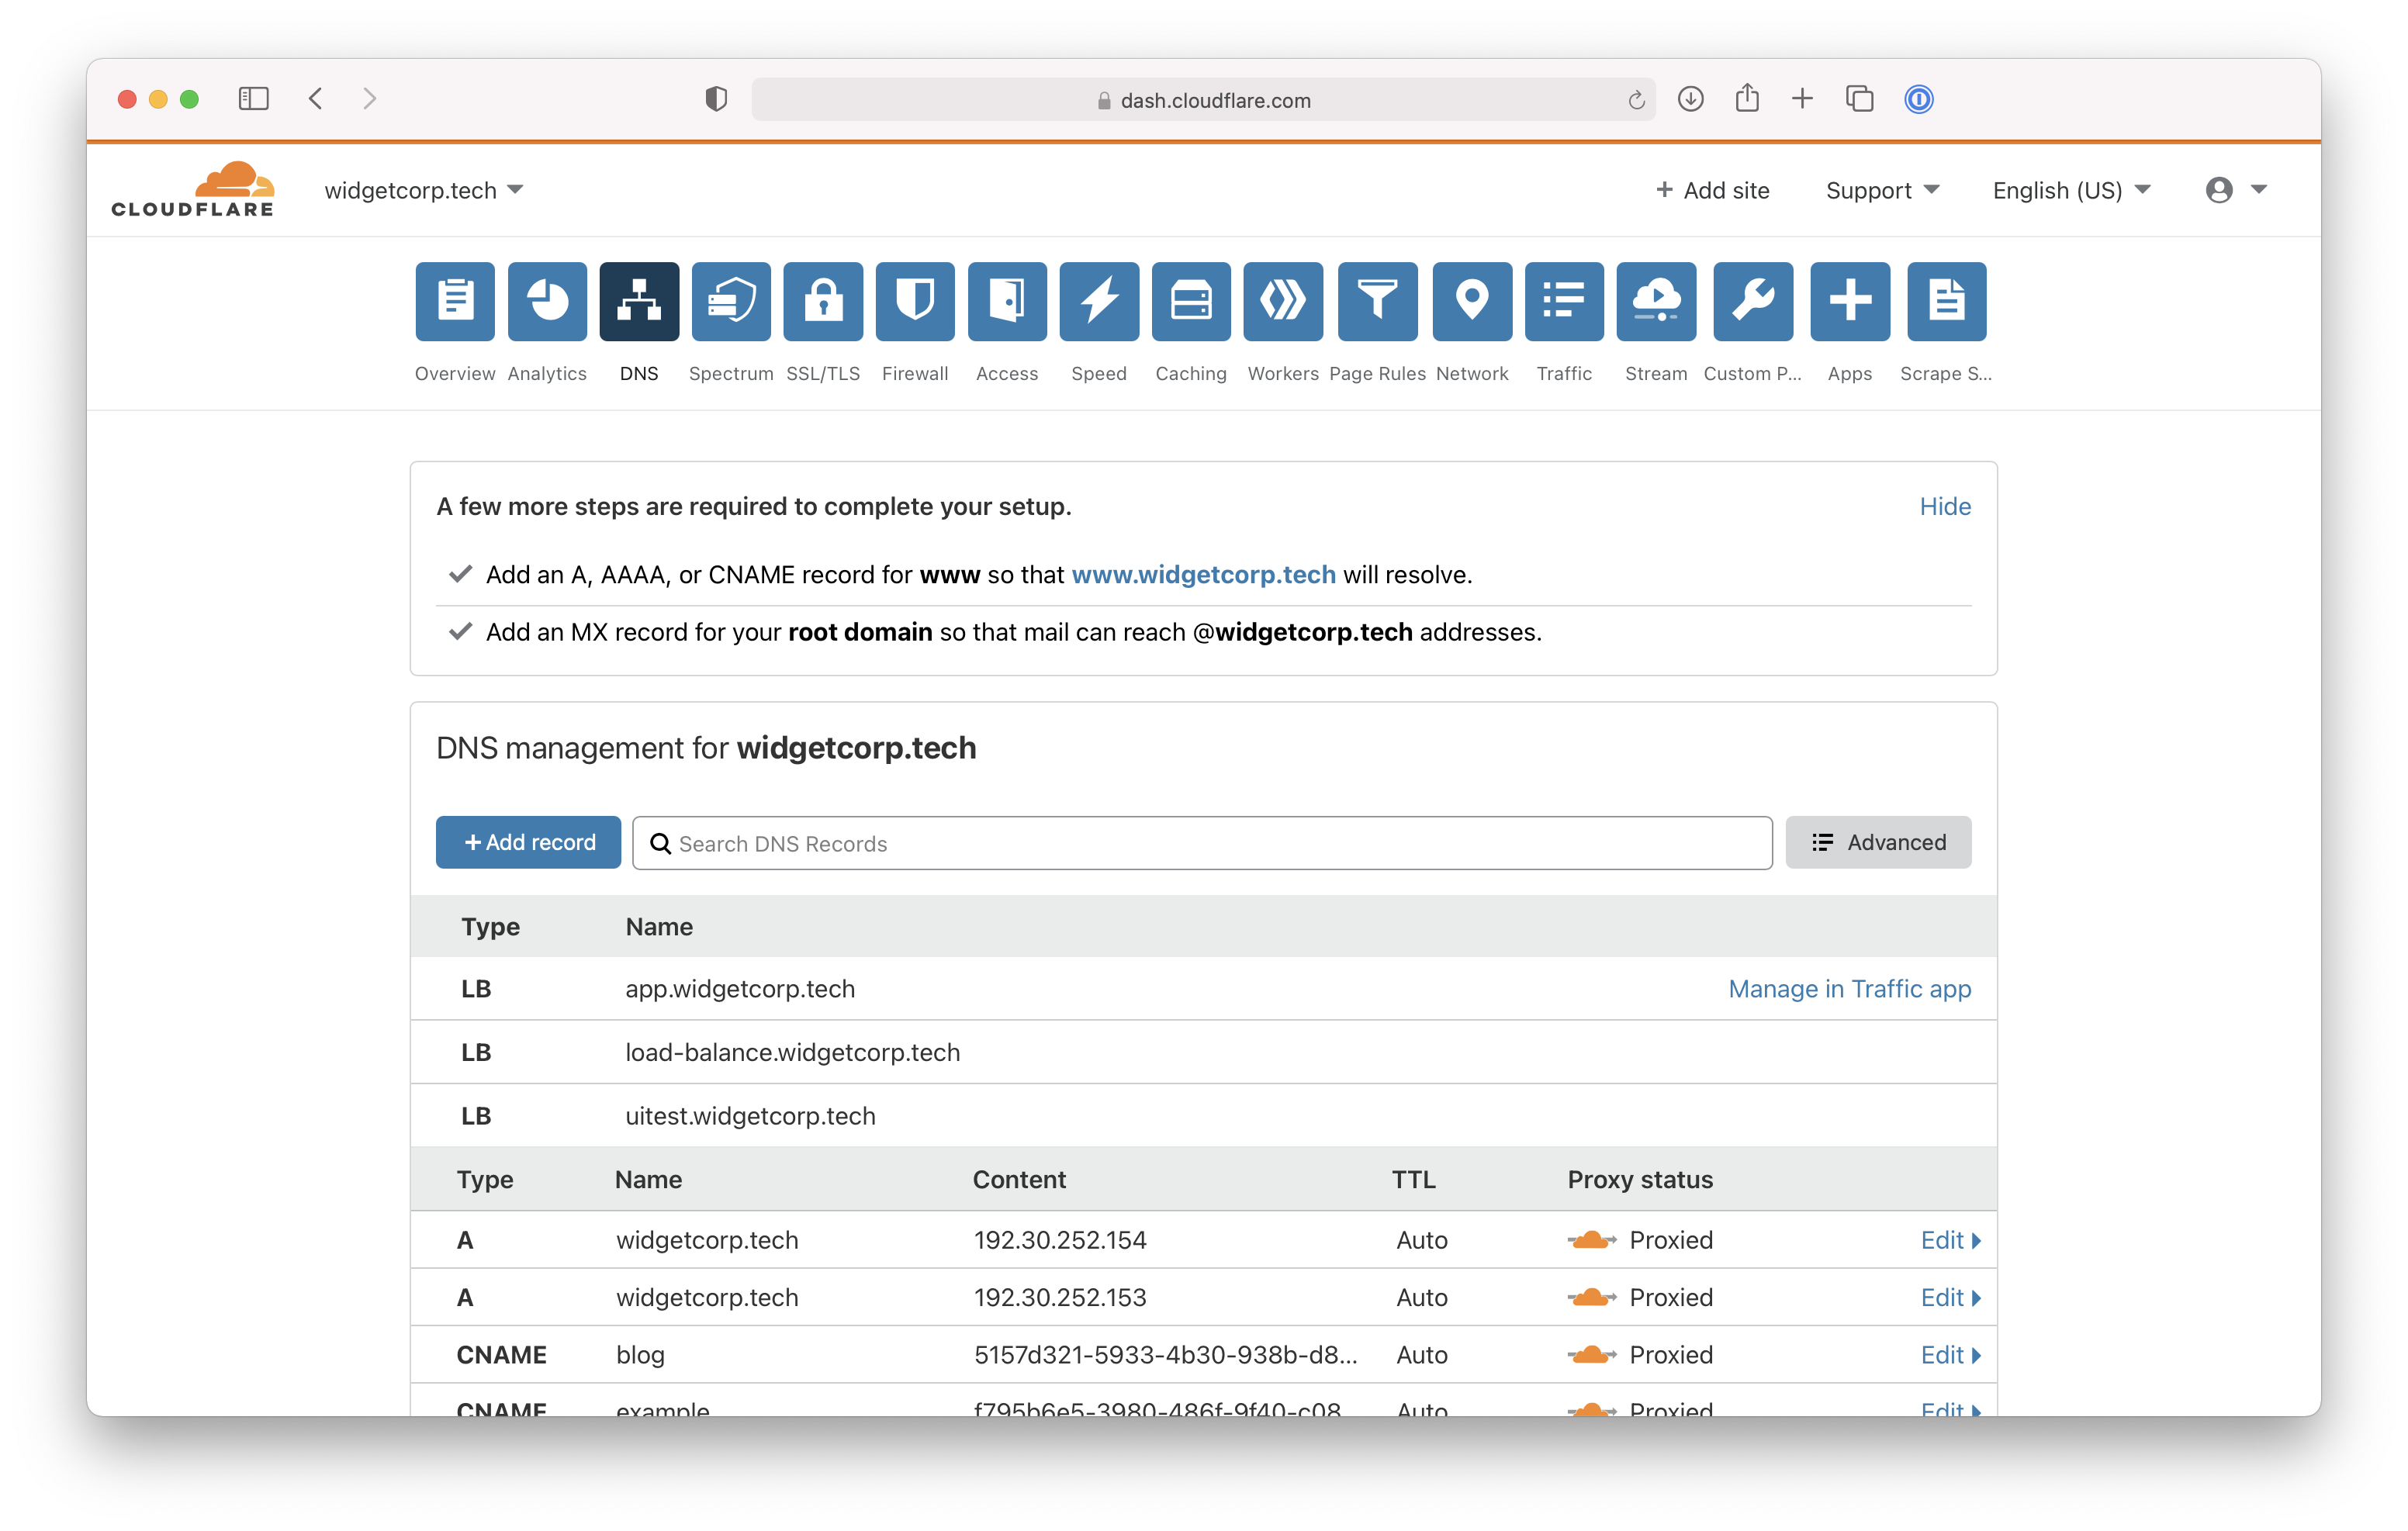 dash.cloudflare.com
CLOUDFLARE
widgetcorp.tech
+ Add site
Support
English (US)
Overview
Analytics
DNS
Spectrum
SSL/TLS
Firewall
Access
Speed
Caching
Workers
Page Rules
Network
Traffic
Stream
Custom P...
Apps
Scrape S...
A few more steps are required to complete your setup.
Hide
Add an A, AAAA, or CNAME record for www so that www.widgetcorp.tech will resolve.
Add an MX record for your root domain so that mail can reach @widgetcorp.tech addresses.
DNS management for widgetcorp.tech
+ Add record
Search DNS Records
Advanced
Type Name
LB app.widgetcorp.tech Manage in Traffic app
LB load-balance.widgetcorp.tech
LB uitest.widgetcorp.tech
Type Name Content TTL Proxy status
A widgetcorp.tech 192.30.252.154 Auto Proxied Edit
A widgetcorp.tech 192.30.252.153 Auto Proxied Edit
CNAME blog 5157d321-5933-4b30-938b-d8... Auto Proxied Edit
CNAME example f795b6e5-3980-486f-9f40-c08... Auto Proxied Edit